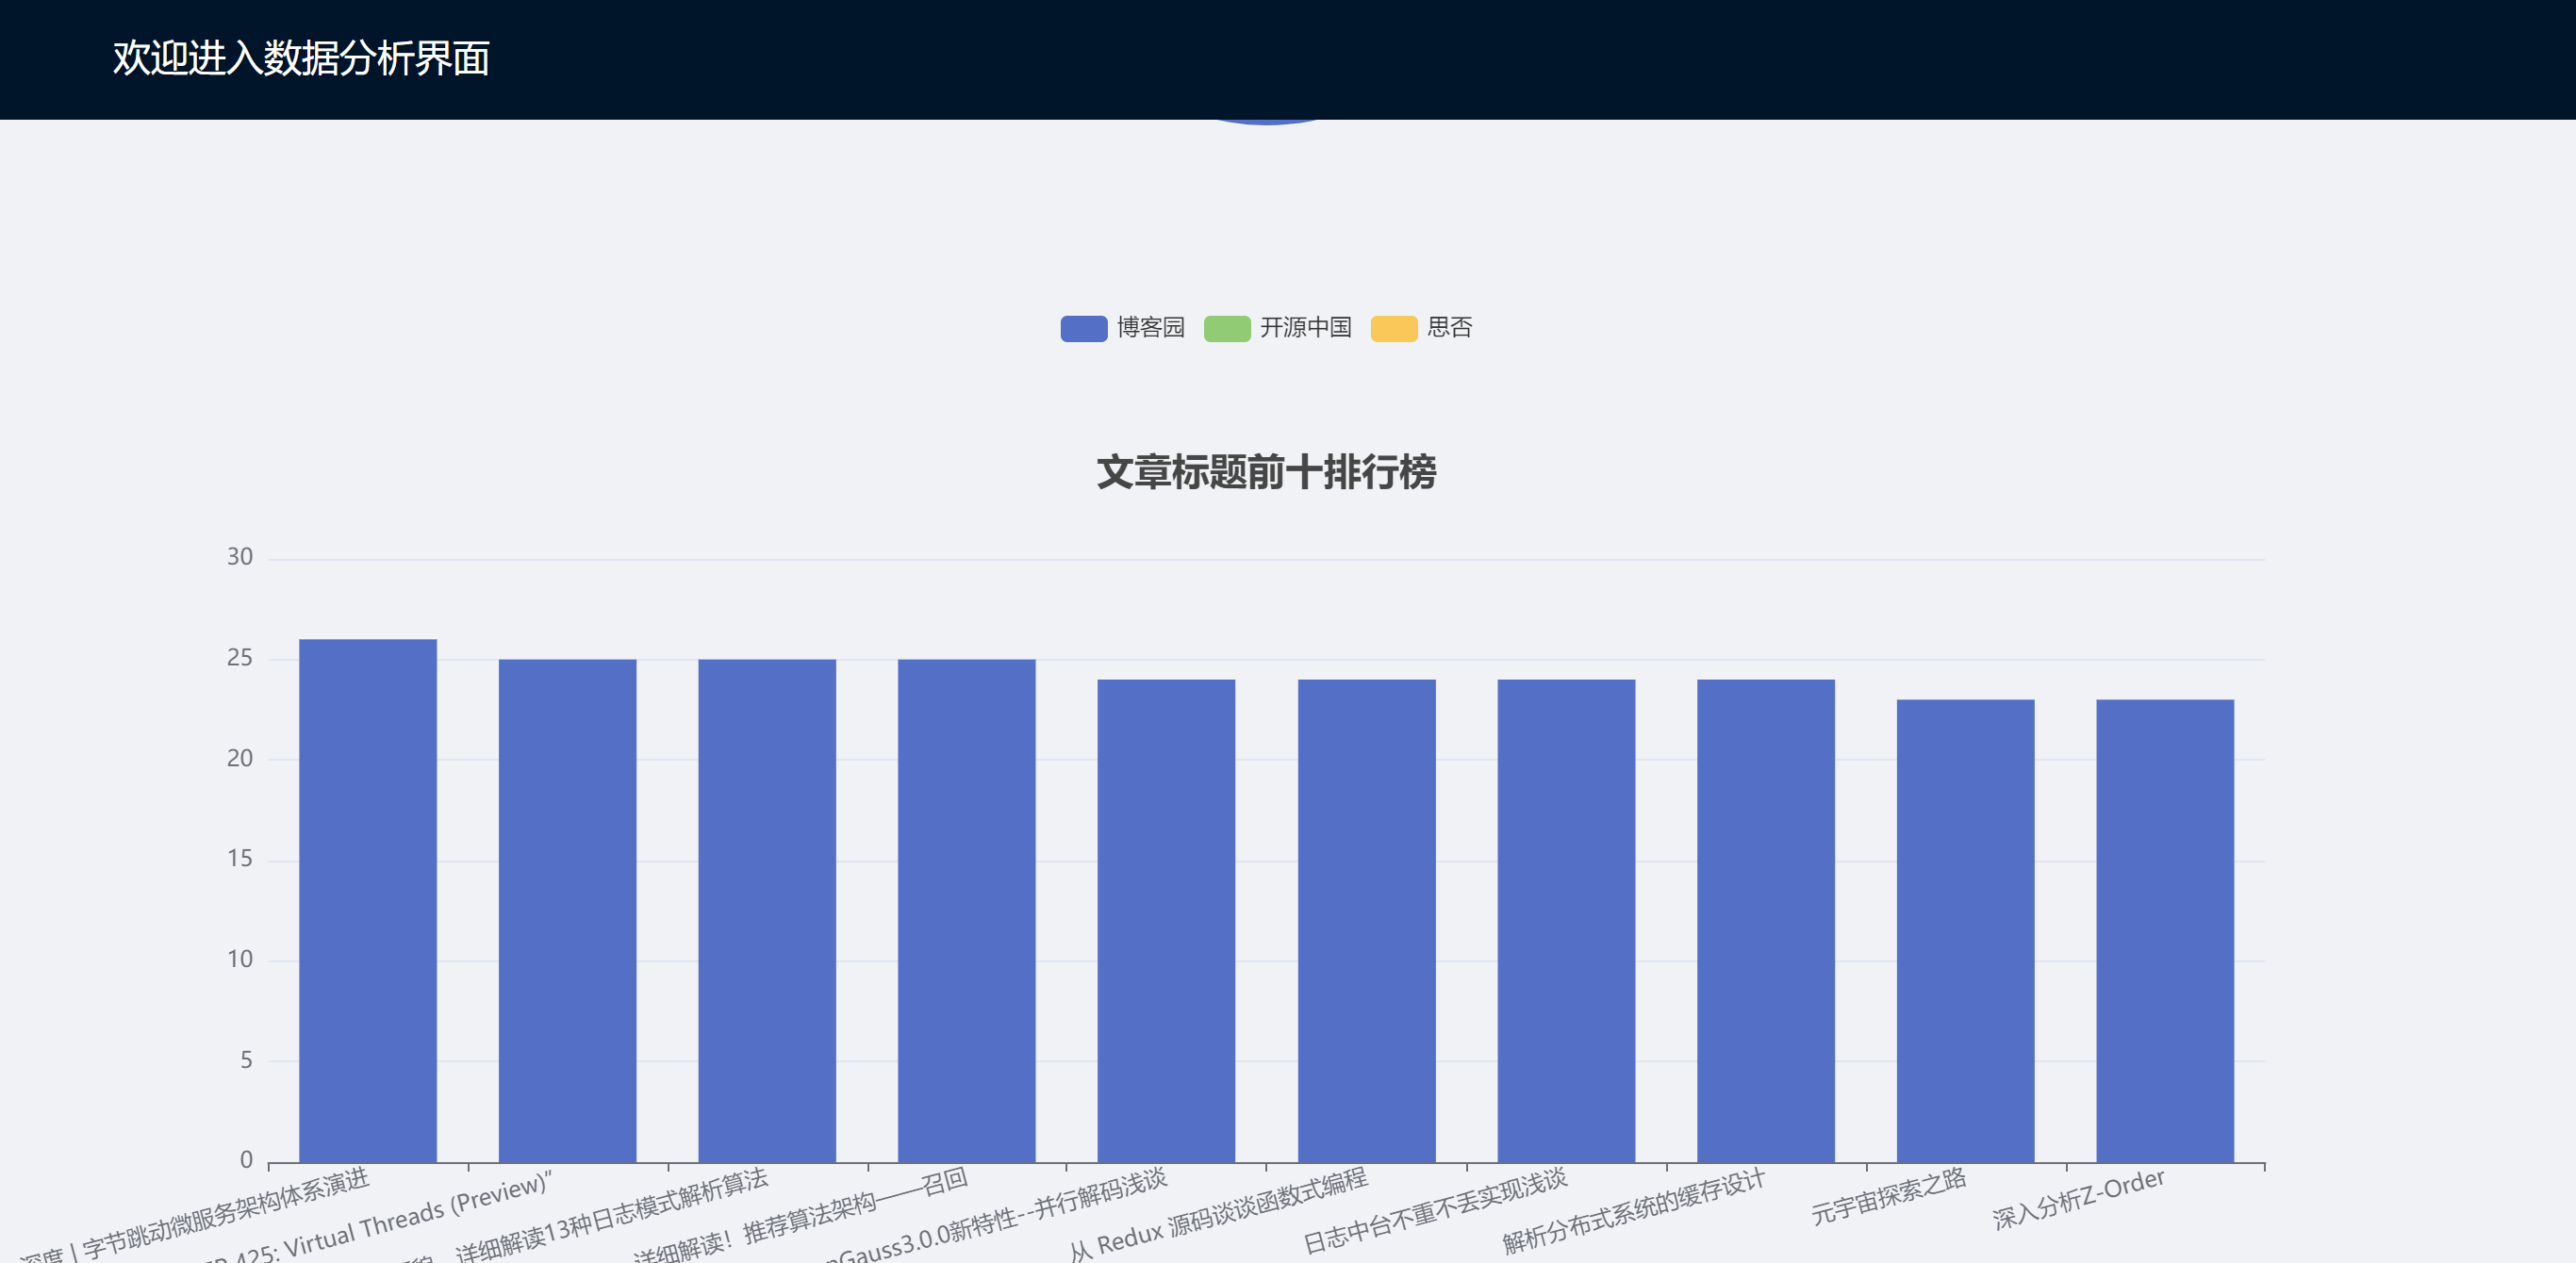 欢迎进入数据分析界面
博客园 开源中国 思否
文章标题前十排行榜
30
25
20
15
10
5
0
深度 | 字节跳动微服务架构体系演进
425: Virtual Threads (Preview)”
详细解读13种日志模式解析算法
详细解读！推荐算法架构——召回
Gauss3.0.0新特性--并行解码浅谈
从 Redux 源码谈谈函数式编程
日志中台不重不丢实现浅谈
解析分布式系统的缓存设计
元宇宙探索之路
深入分析Z-Order